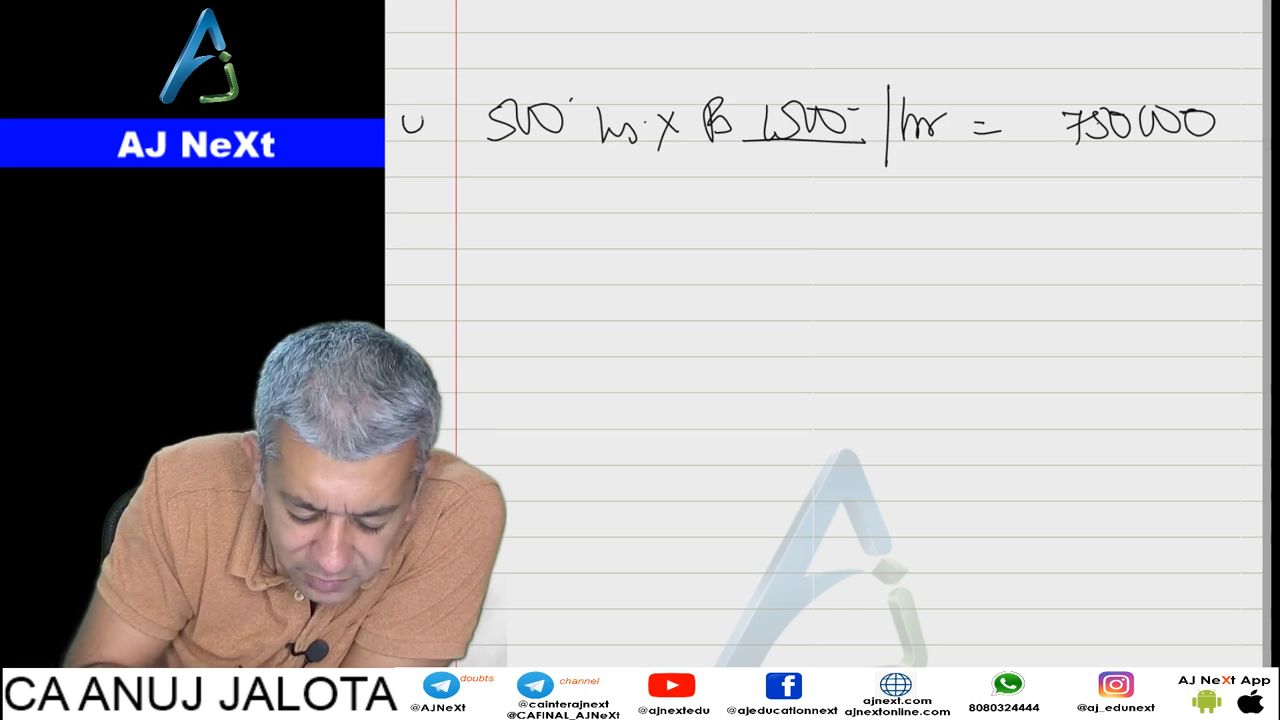 AJ NeXt
500 hrs. x Rs 1500 /hr = 750000
CA ANUJ JALOTA
doubts
@AJNeXt
channel
@cainterajnext
@CAFINAL_AJNeXt
@ajnextedu
@ajeducationnext
ajnext.com
ajnextonline.com
8080324444
@aj_edunext
AJ NeXt App